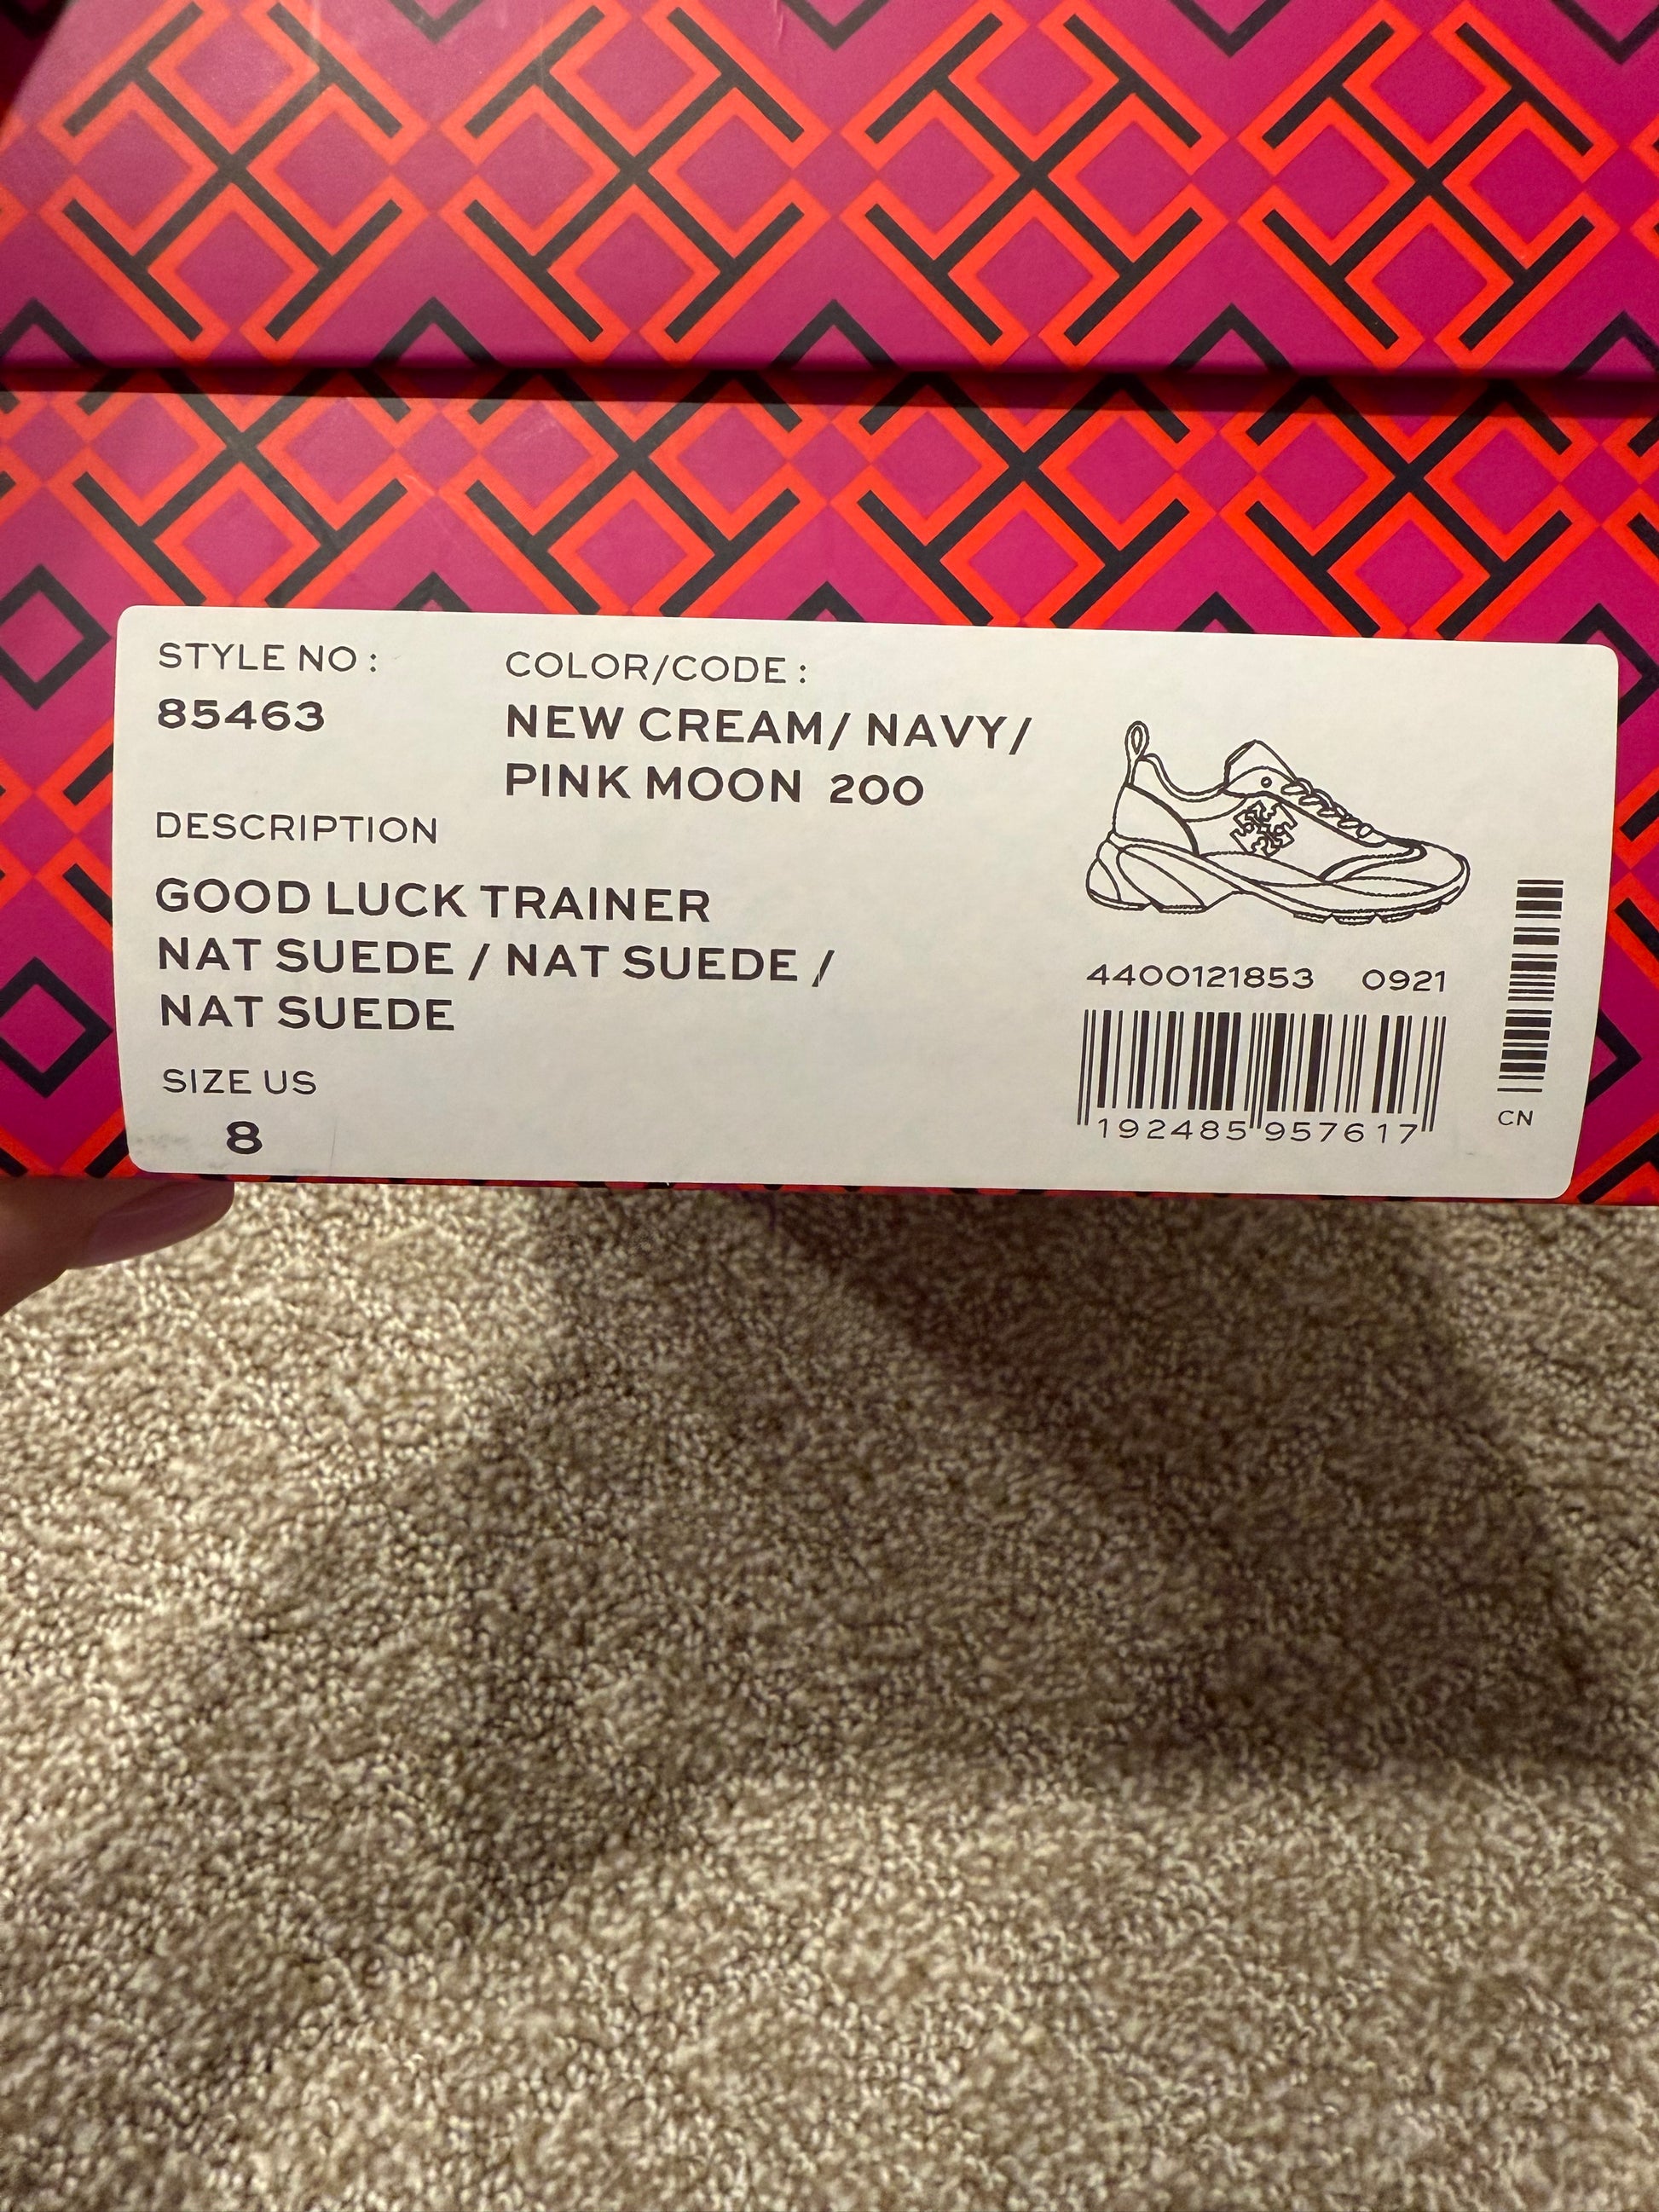 STYLE NO :
85463
COLOR/CODE :
NEW CREAM/ NAVY/
PINK MOON 200
DESCRIPTION
GOOD LUCK TRAINER
NAT SUEDE / NAT SUEDE /
NAT SUEDE
SIZE US
8
4400121853 0921
192485 957617
CN